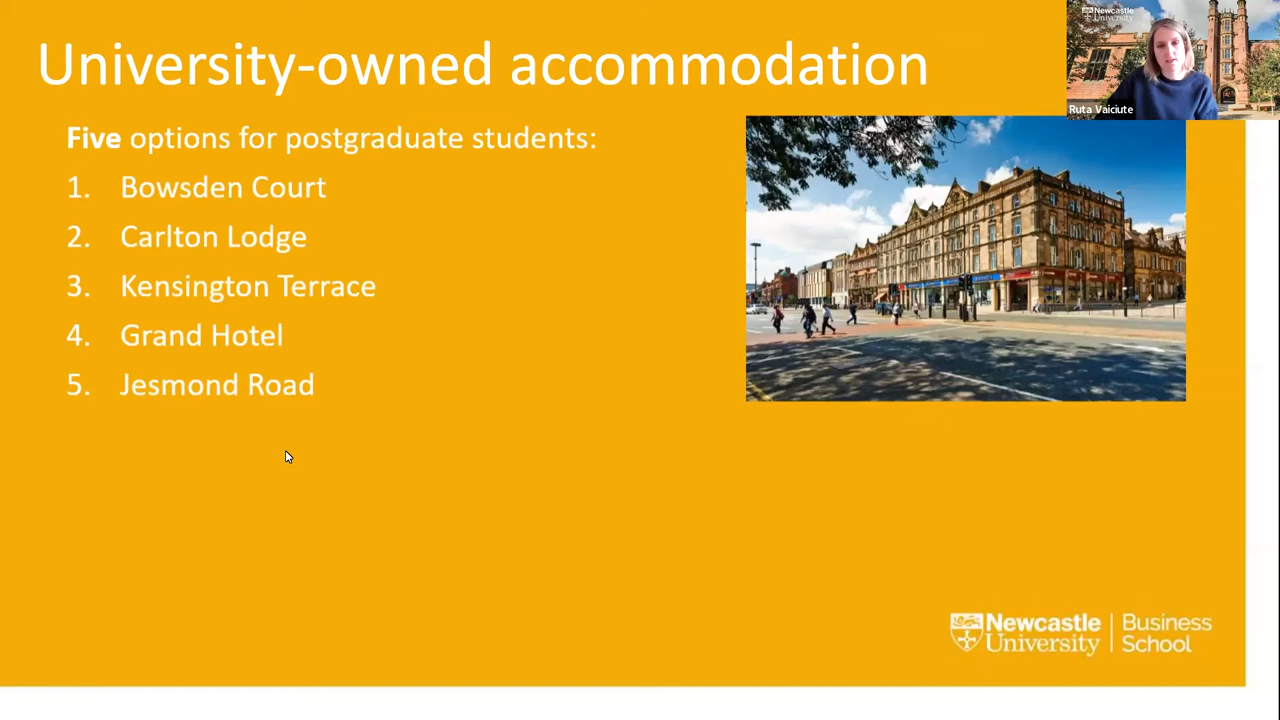 University-owned accommodation
Newcastle
University
Ruta Vaiciute
Five options for postgraduate students:
1. Bowsden Court
2. Carlton Lodge
3. Kensington Terrace
4. Grand Hotel
5. Jesmond Road
Newcastle University | Business School